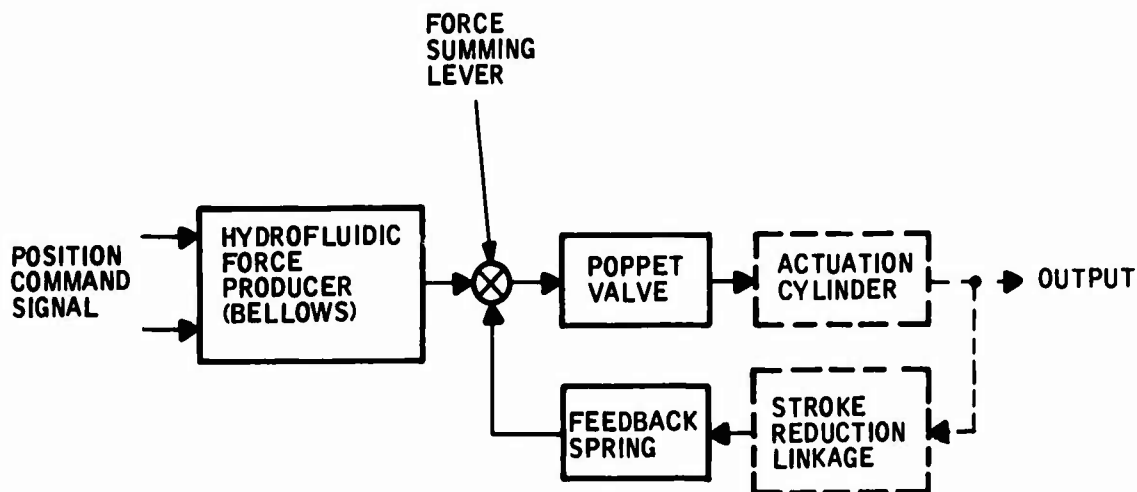 FORCE
SUMMING
LEVER
POSITION
COMMAND
SIGNAL
HYDROFLUIDIC
FORCE
PRODUCER
(BELLOWS)
POPPET
VALVE
ACTUATION
CYLINDER
OUTPUT
FEEDBACK
SPRING
STROKE
REDUCTION
LINKAGE